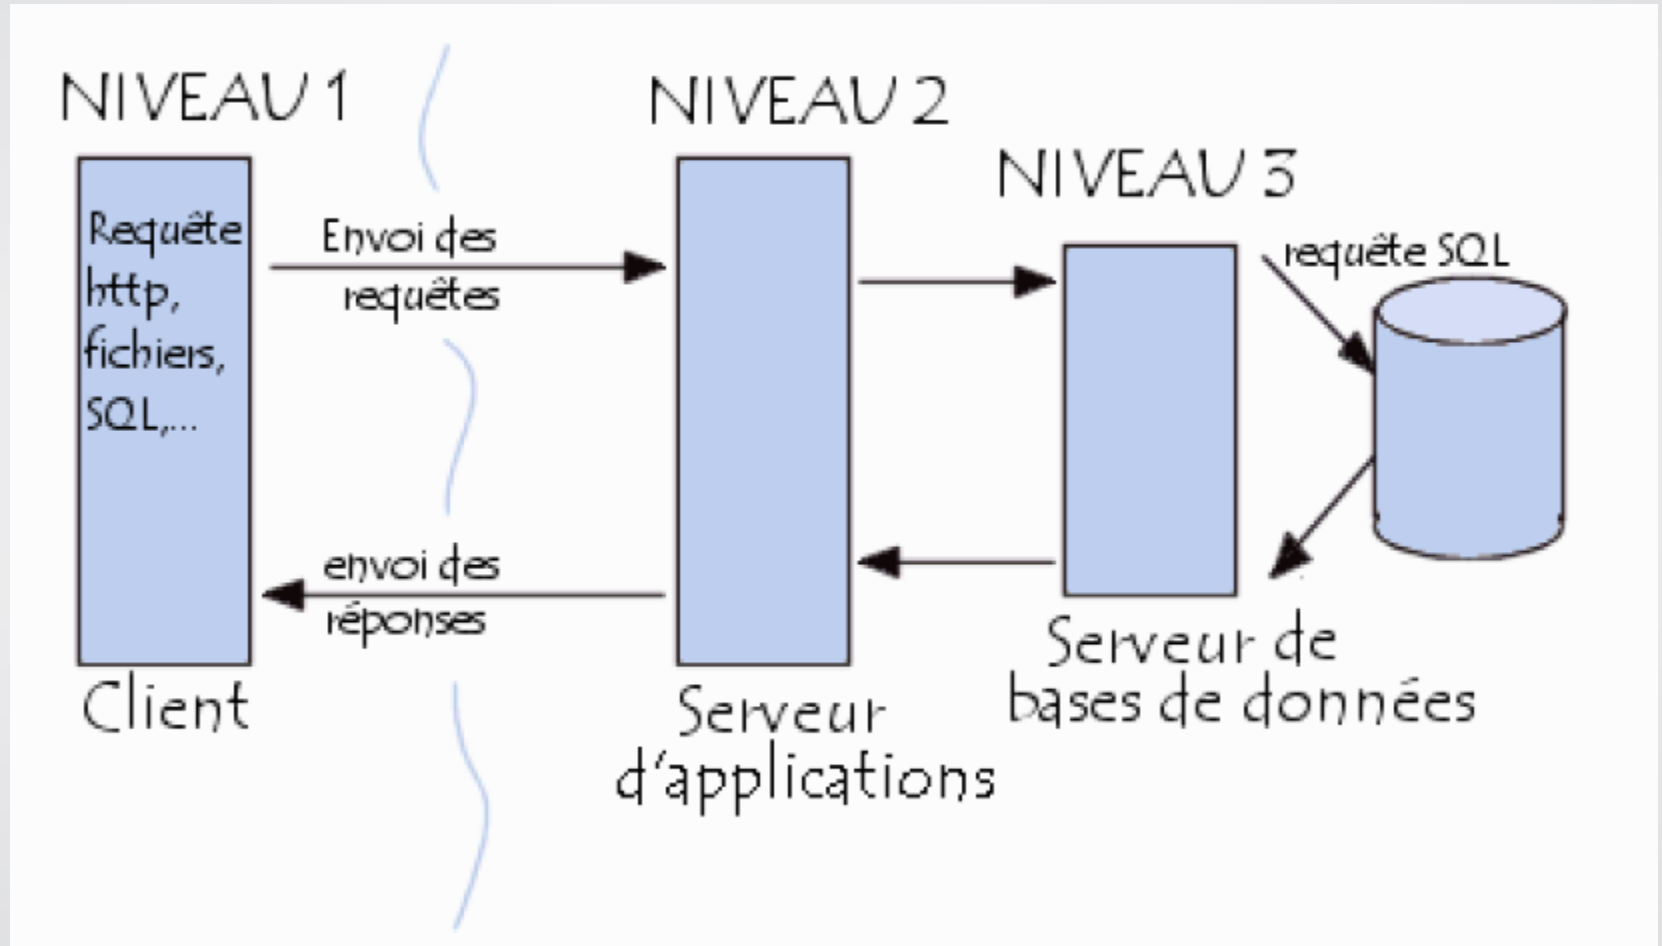 NIVEAU 1
Requête
http,
fichiers,
SQL,...
Client
Envoi des
requêtes
envoi des
réponses
NIVEAU 2
Serveur
d'applications
NIVEAU 3
requête SQL
Serveur de
bases de données